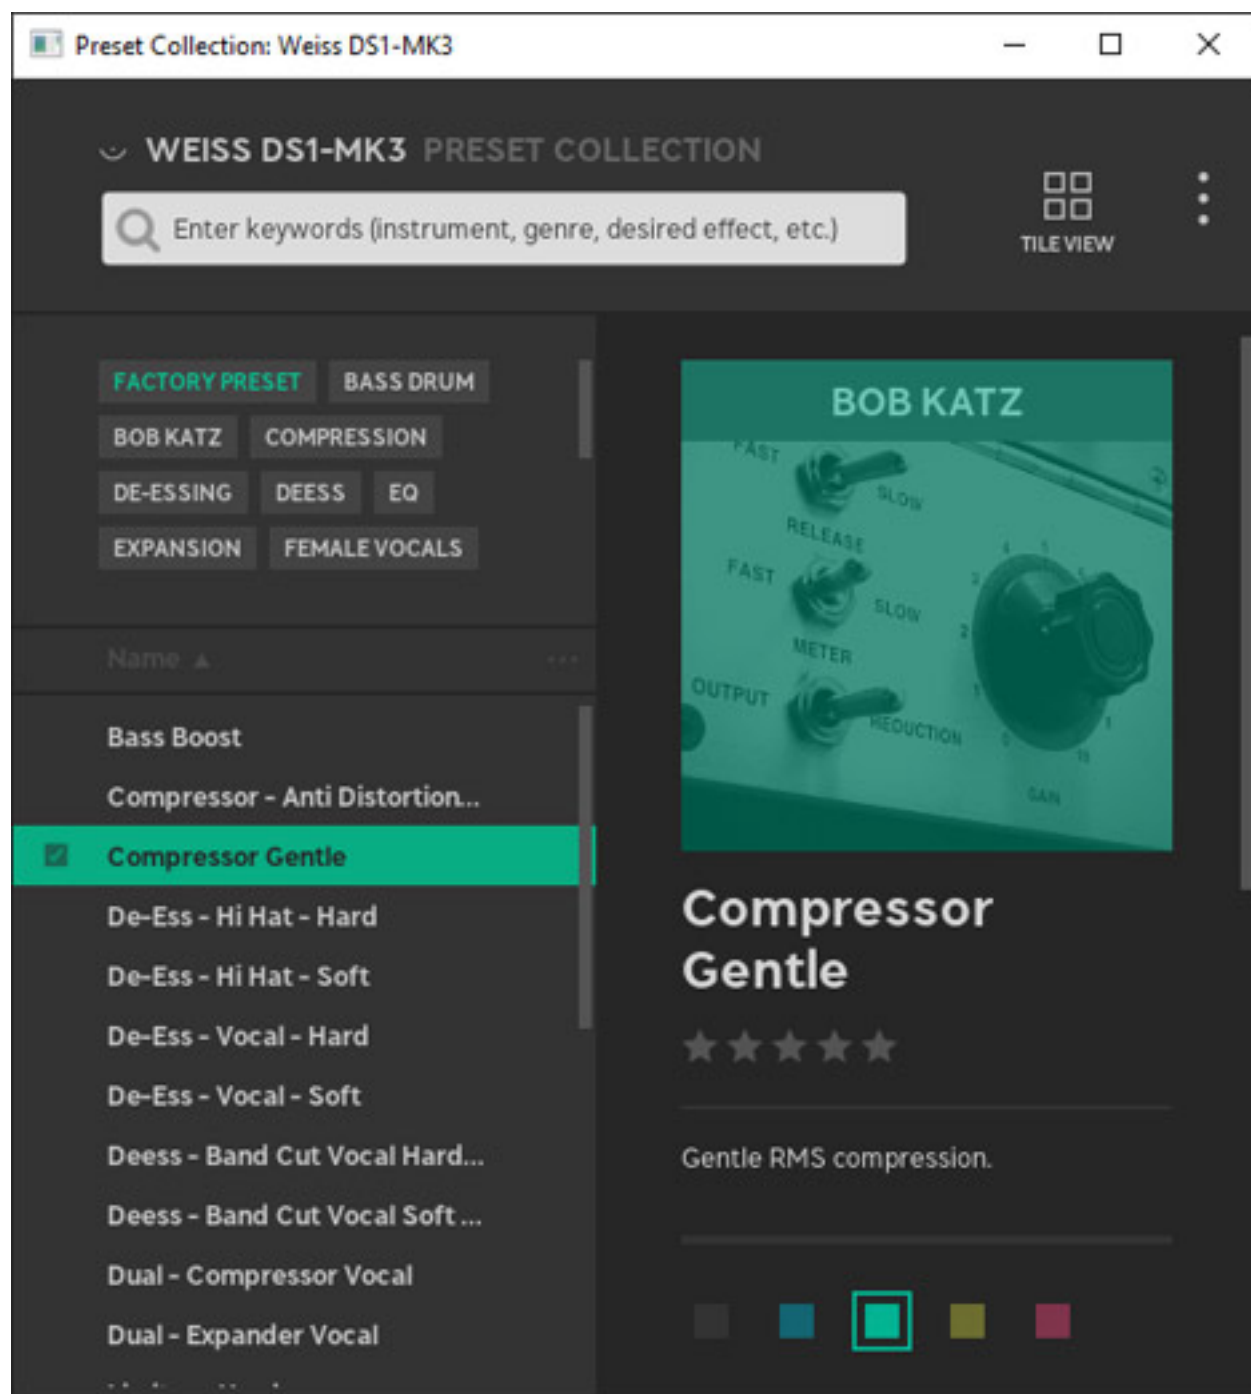 Preset Collection: Weiss DS1-MK3
WEISS DS1-MK3 PRESET COLLECTION
Enter keywords (instrument, genre, desired effect, etc.)
TILE VIEW
FACTORY PRESET BASS DRUM
BOB KATZ COMPRESSION
DE-ESSING DEESS EQ
EXPANSION FEMALE VOCALS
Name ▲ ...
Bass Boost
Compressor - Anti Distortion...
Compressor Gentle
De-Ess - Hi Hat - Hard
De-Ess - Hi Hat - Soft
De-Ess - Vocal - Hard
De-Ess - Vocal - Soft
Deess - Band Cut Vocal Hard...
Deess - Band Cut Vocal Soft ...
Dual - Compressor Vocal
Dual - Expander Vocal
BOB KATZ
FAST
SLOW
RELEASE
FAST
SLOW
METER
OUTPUT
REDUCTION
GAIN
Compressor
Gentle
Gentle RMS compression.